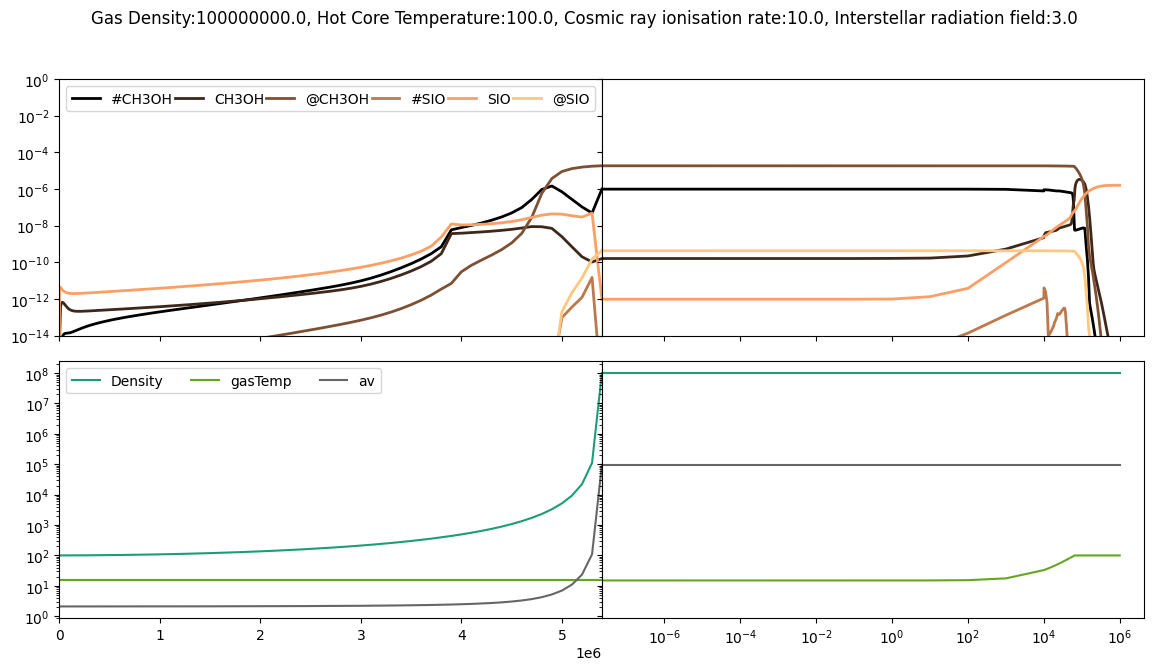 Gas Density:100000000.0, Hot Core Temperature:100.0, Cosmic ray ionisation rate:10.0, Interstellar radiation field:3.0
#CH3OH CH3OH @CH3OH #SIO SIO @SIO
10^0
10^-2
10^-4
10^-6
10^-8
10^-10
10^-12
10^-14
Density gasTemp av
10^8
10^7
10^6
10^5
10^4
10^3
10^2
10^1
10^0
0 1 2 3 4 5
1e6
10^-6 10^-4 10^-2 10^0 10^2 10^4 10^6